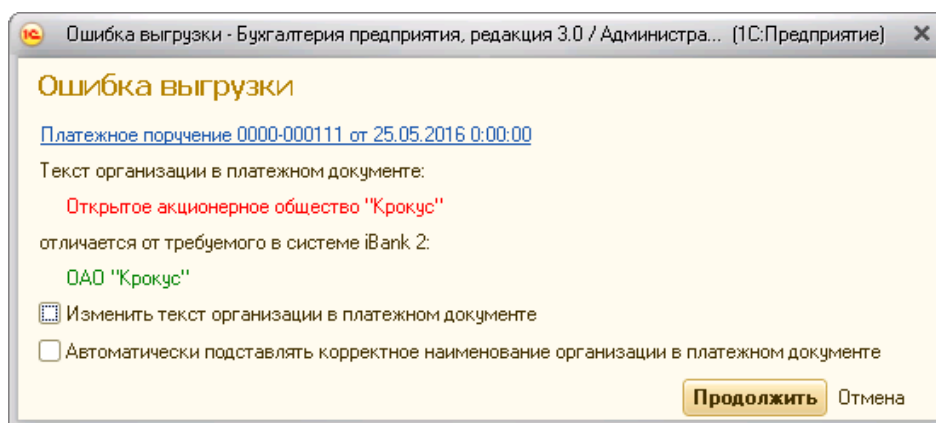 1С Ошибка выгрузки - Бухгалтерия предприятия, редакция 3.0 / Администра... (1С:Предприятие)
Ошибка выгрузки
Платежное поручение 0000-000111 от 25.05.2016 0:00:00
Текст организации в платежном документе:
Открытое акционерное общество "Крокус"
отличается от требуемого в системе iBank 2:
ОАО "Крокус"
Изменить текст организации в платежном документе
Автоматически подставлять корректное наименование организации в платежном документе
Продолжить Отмена